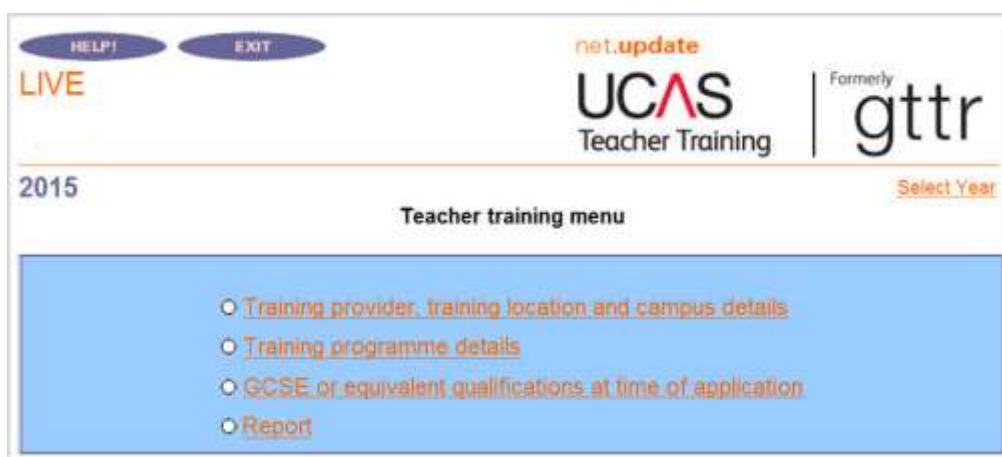 HELP! EXIT
net.update
LIVE
UCAS
Teacher Training
Formerly
gttr
2015
Select Year
Teacher training menu
Training provider, training location and campus details
Training programme details
GCSE or equivalent qualifications at time of application
Report